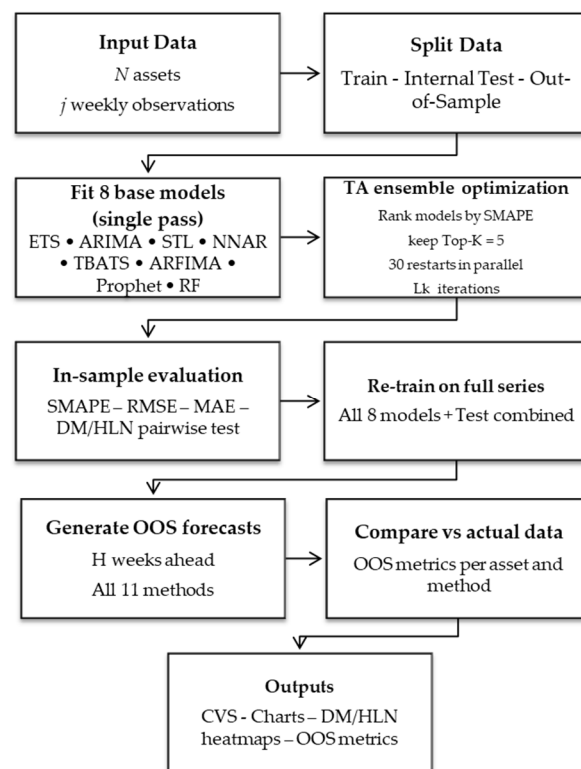 Input Data
N assets
j weekly observations
Split Data
Train - Internal Test - Out-
of-Sample
Fit 8 base models
(single pass)
ETS • ARIMA • STL • NNAR
• TBATS • ARFIMA •
Prophet • RF
TA ensemble optimization
Rank models by SMAPE
keep Top-K = 5
30 restarts in parallel
Lk iterations
In-sample evaluation
SMAPE – RMSE – MAE –
DM/HLN pairwise test
Re-train on full series
All 8 models + Test combined
Generate OOS forecasts
H weeks ahead
All 11 methods
Compare vs actual data
OOS metrics per asset and
method
Outputs
CVS - Charts – DM/HLN
heatmaps – OOS metrics